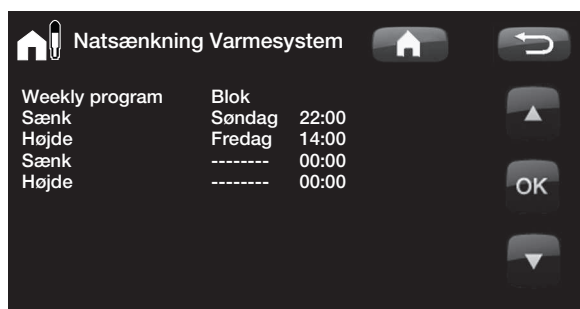 Natsænkning Varmesystem
Weekly program Blok
Sænk Søndag 22:00
Højde Fredag 14:00
Sænk -------- 00:00
Højde -------- 00:00
OK